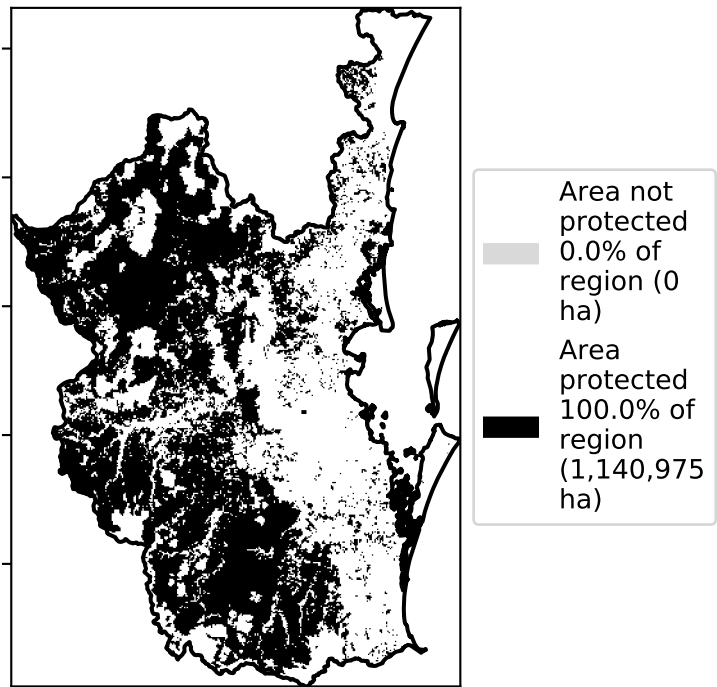 Area not
protected
0.0% of
region (0
ha)
Area
protected
100.0% of
region
(1,140,975
ha)